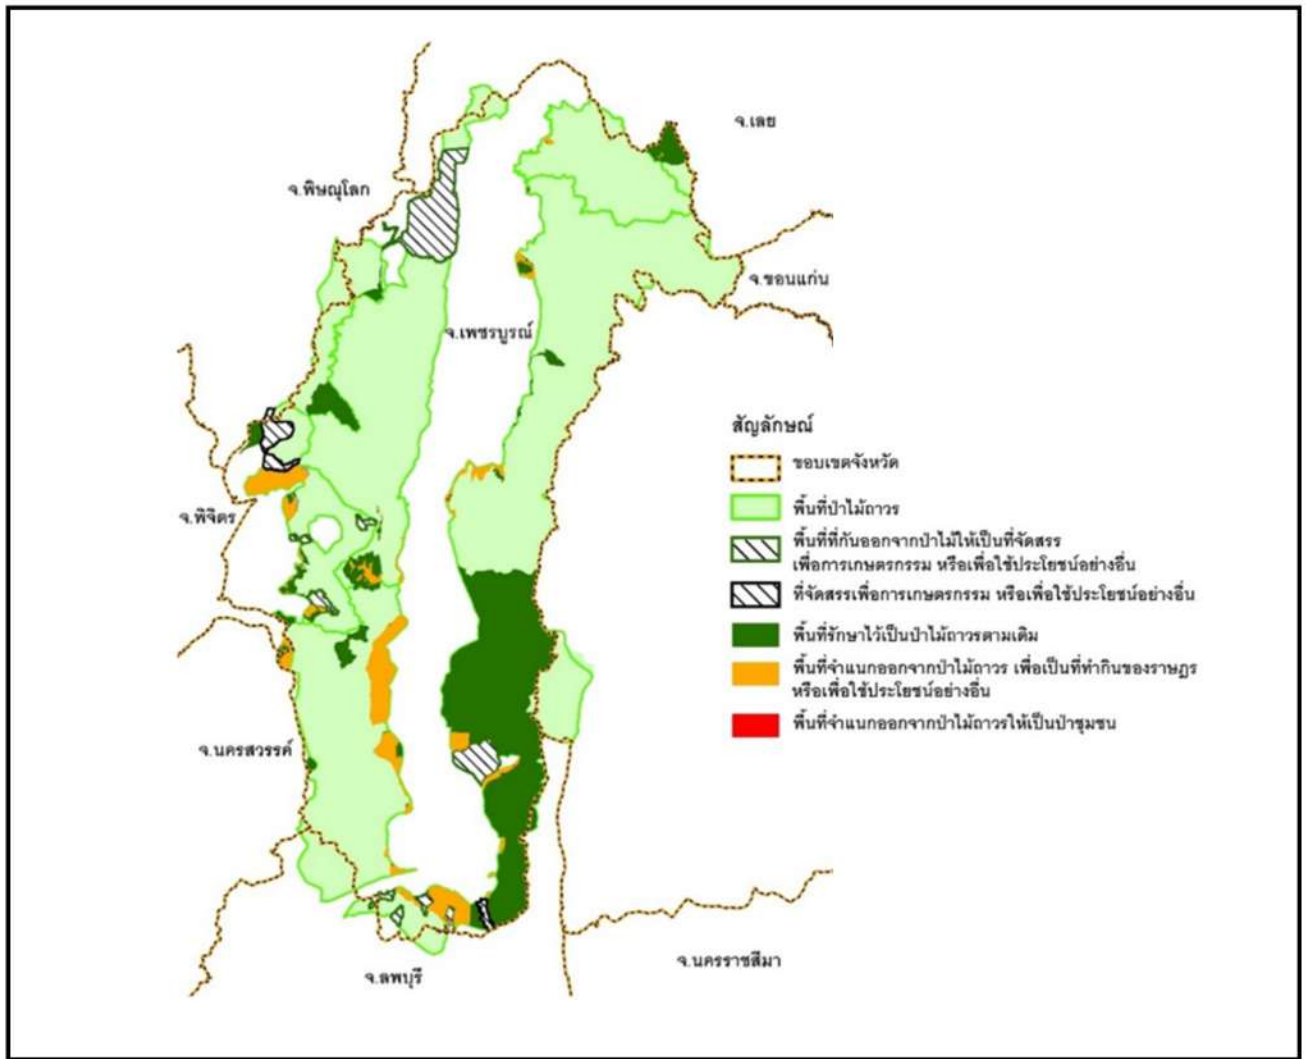 จ.เลย
จ.พิษณุโลก
จ.ขอนแก่น
จ.เพชรบูรณ์
สัญลักษณ์
ขอบเขตจังหวัด
พื้นที่ป่าไม้ถาวร
จ.พิจิตร
พื้นที่ที่กันออกจากป่าไม้ให้เป็นที่จัดสรร
เพื่อการเกษตรกรรม หรือเพื่อใช้ประโยชน์อย่างอื่น
ที่จัดสรรเพื่อการเกษตรกรรม หรือเพื่อใช้ประโยชน์อย่างอื่น
พื้นที่รักษาไว้เป็นป่าไม้ถาวรตามเดิม
พื้นที่จำแนกออกจากป่าไม้ถาวร เพื่อเป็นที่ทำกินของราษฎร
หรือเพื่อใช้ประโยชน์อย่างอื่น
พื้นที่จำแนกออกจากป่าไม้ถาวรให้เป็นป่าชุมชน
จ.นครสวรรค์
จ.นครราชสีมา
จ.ลพบุรี